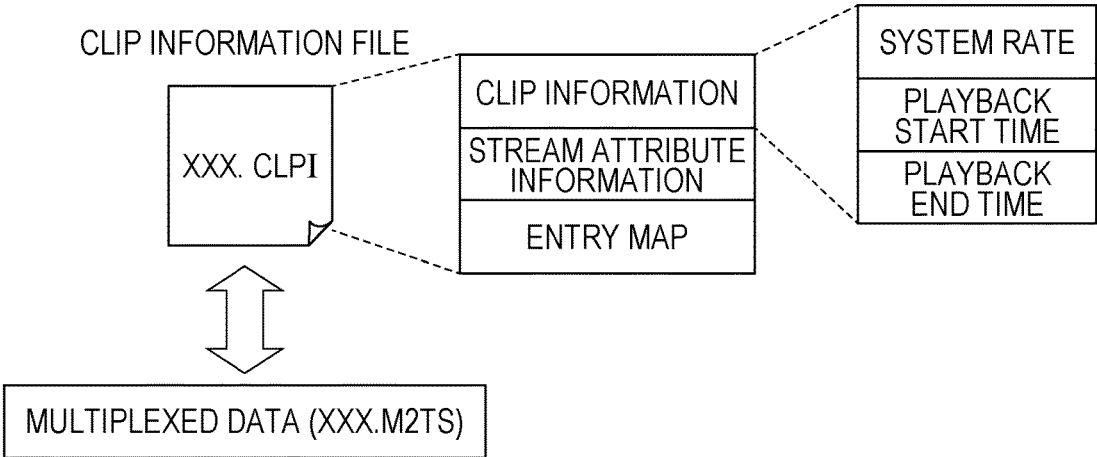 CLIP INFORMATION FILE
XXX. CLPI
CLIP INFORMATION
STREAM ATTRIBUTE
INFORMATION
ENTRY MAP
SYSTEM RATE
PLAYBACK
START TIME
PLAYBACK
END TIME
MULTIPLEXED DATA (XXX.M2TS)